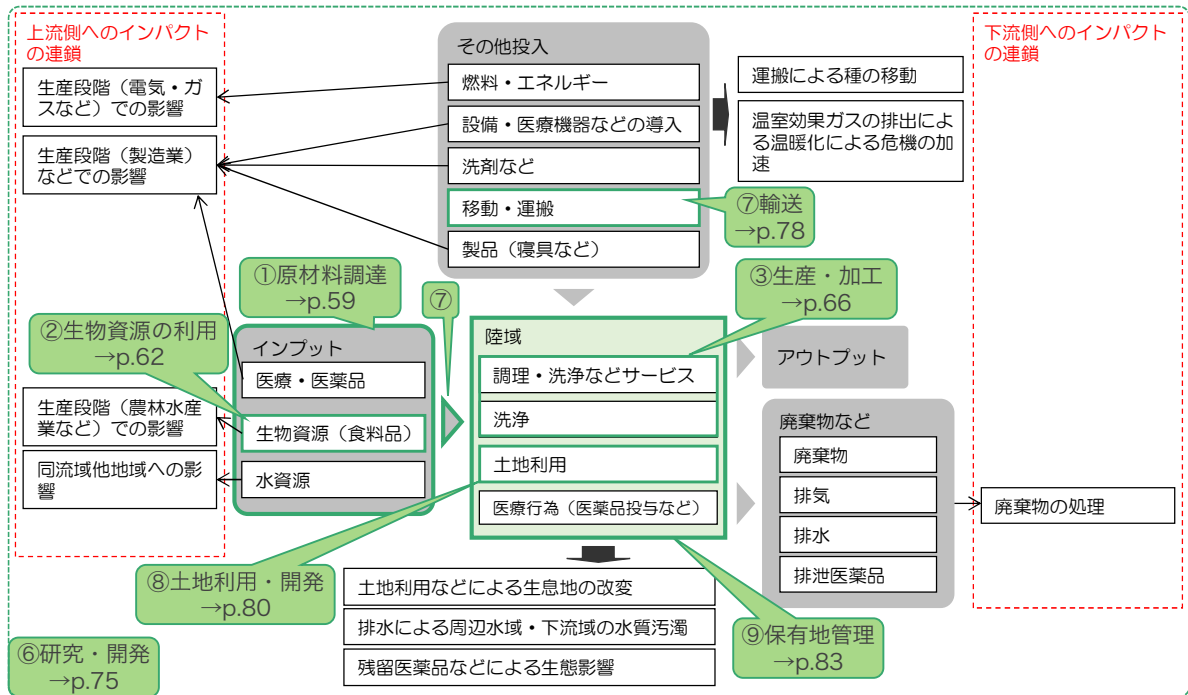 上流側へのインパクト
の連鎖
生産段階（電気・ガ
スなど）での影響
生産段階（製造業）
などでの影響
その他投入
燃料・エネルギー
設備・医療機器などの導入
洗剤など
移動・運搬
製品（寝具など）
運搬による種の移動
温室効果ガスの排出によ
る温暖化による危機の加
速
下流側へのインパクト
の連鎖
⑦輸送
→p.78
①原材料調達
→p.59
⑦
③生産・加工
→p.66
②生物資源の利用
→p.62
インプット
医療・医薬品
生物資源（食料品）
水資源
生産段階（農林水産
業など）での影響
同流域他地域への影
響
陸域
調理・洗浄などサービス
洗浄
土地利用
医療行為（医薬品投与など）
アウトプット
廃棄物など
廃棄物
排気
排水
排泄医薬品
廃棄物の処理
⑧土地利用・開発
→p.80
土地利用などによる生息地の改変
排水による周辺水域・下流域の水質汚濁
残留医薬品などによる生態影響
⑨保有地管理
→p.83
⑥研究・開発
→p.75